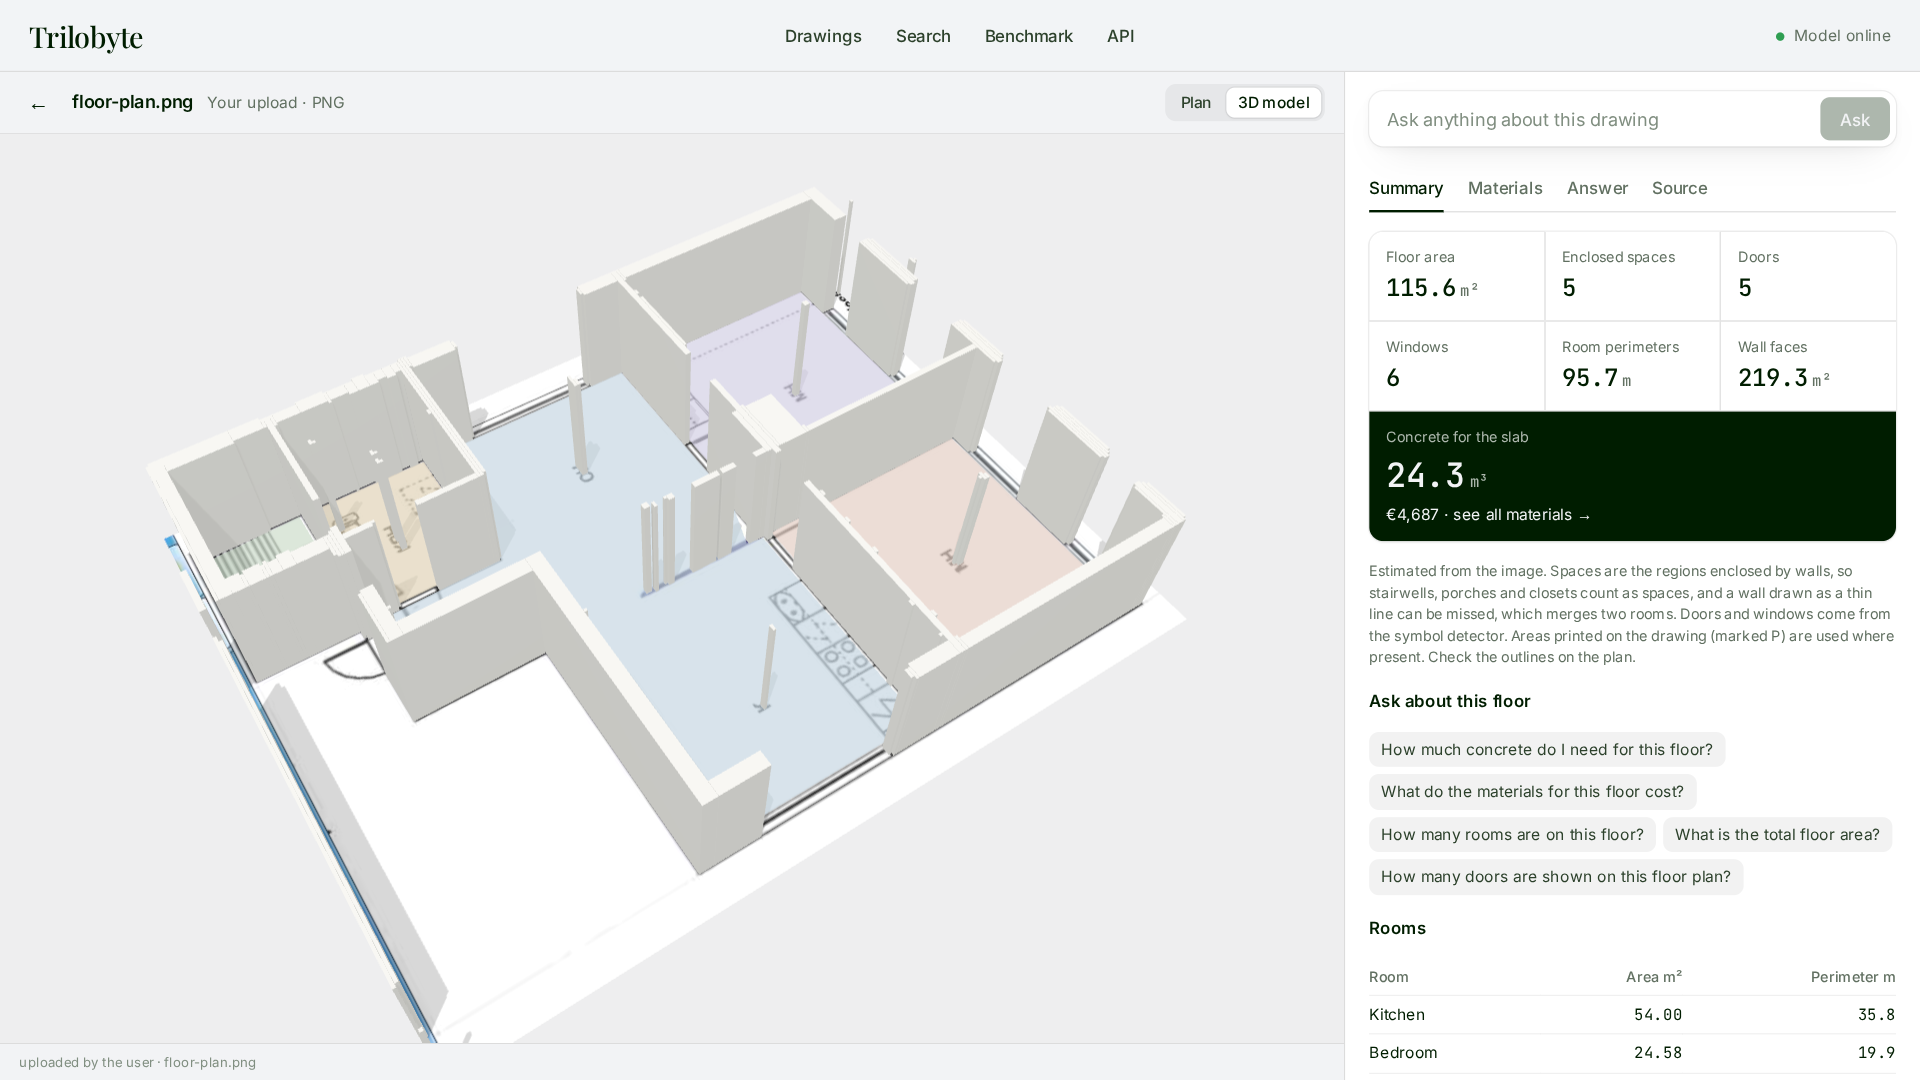 Trilobyte
Drawings Search Benchmark API
Model online
← floor-plan.png Your upload · PNG
Plan 3D model
Ask anything about this drawing Ask
Summary Materials Answer Source
Floor area Enclosed spaces Doors
115.6 m² 5 5
Windows Room perimeters Wall faces
6 95.7 m 219.3 m²
Concrete for the slab
24.3 m³
€4,687 · see all materials →
Estimated from the image. Spaces are the regions enclosed by walls, so
stairwells, porches and closets count as spaces, and a wall drawn as a thin
line can be missed, which merges two rooms. Doors and windows come from
the symbol detector. Areas printed on the drawing (marked P) are used where
present. Check the outlines on the plan.
Ask about this floor
How much concrete do I need for this floor?
What do the materials for this floor cost?
How many rooms are on this floor? What is the total floor area?
How many doors are shown on this floor plan?
Rooms
Room Area m² Perimeter m
Kitchen 54.00 35.8
Bedroom 24.58 19.9
uploaded by the user · floor-plan.png